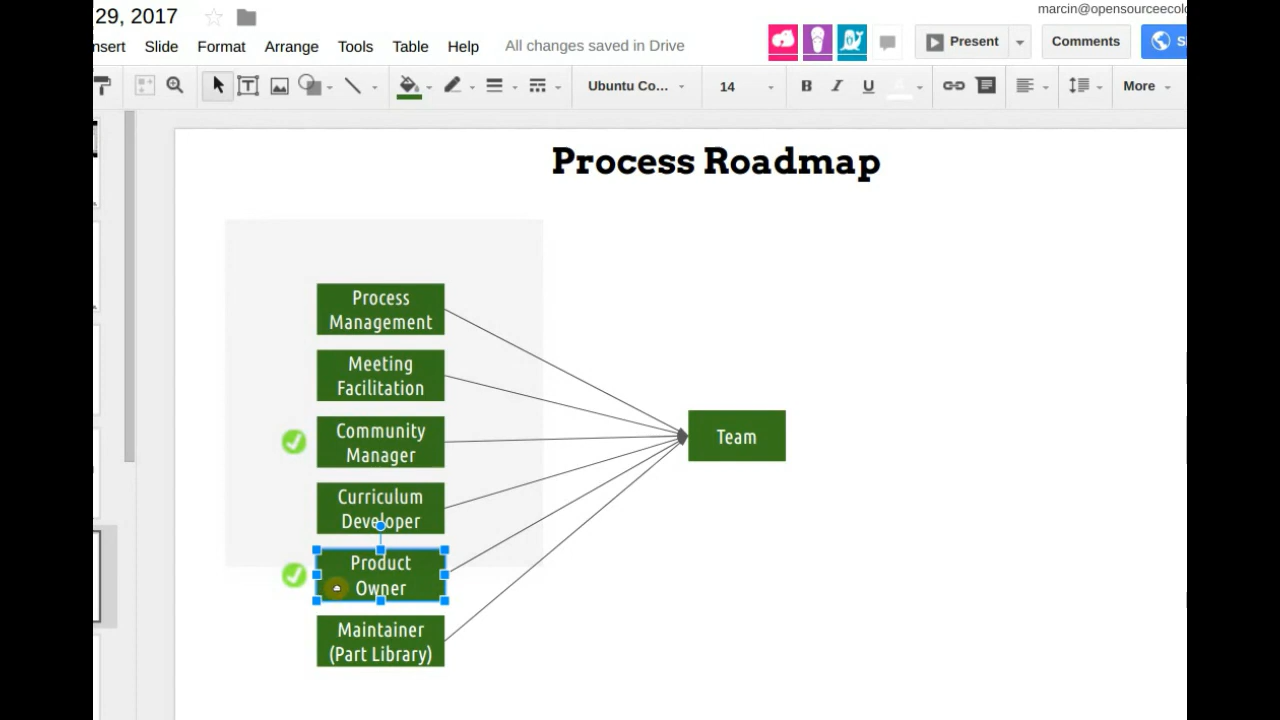 29, 2017
marcin@opensourceecol
nsert Slide Format Arrange Tools Table Help All changes saved in Drive
Present
Comments
S
Ubuntu Co...
14
B I U
More
Process Roadmap
Process
Management
Meeting
Facilitation
Community
Manager
Curriculum
Developer
Product
Owner
Maintainer
(Part Library)
Team